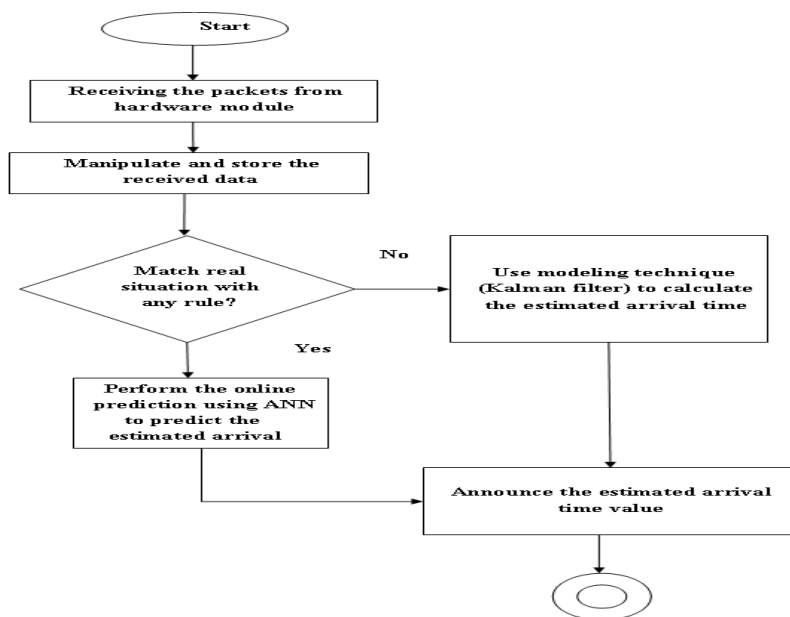 Start
Receiving the packets from
hardware module
Manipulate and store the
received data
Match real
situation with
any rule?
No
Use modeling technique
(Kalman filter) to calculate
the estimated arrival time
Yes
Perform the online
prediction using ANN
to predict the
estimated arrival
Announce the estimated arrival
time value